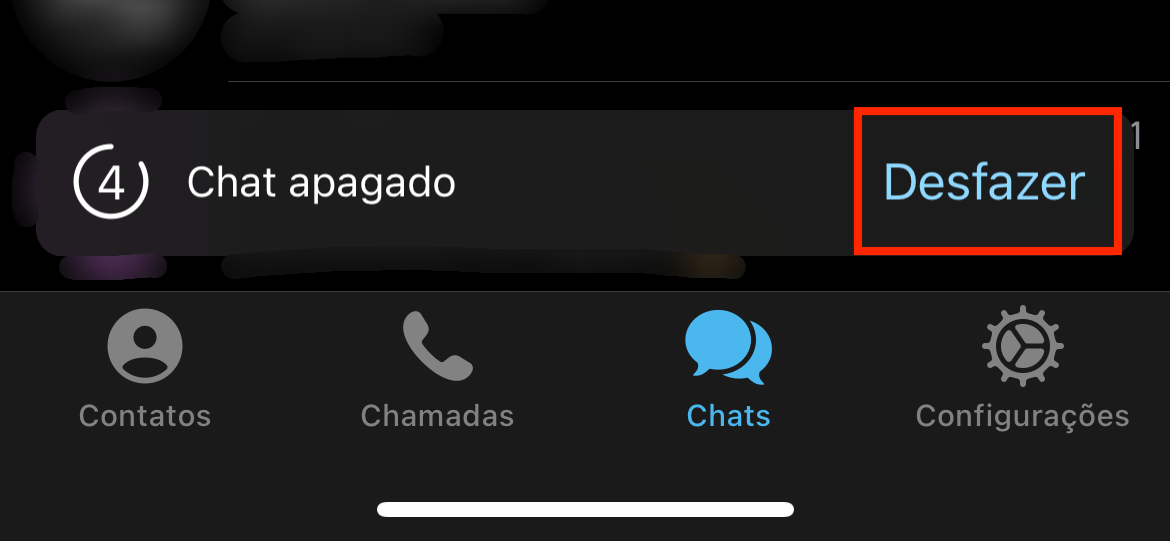 1
4 Chat apagado Desfazer
Contatos Chamadas Chats Configurações